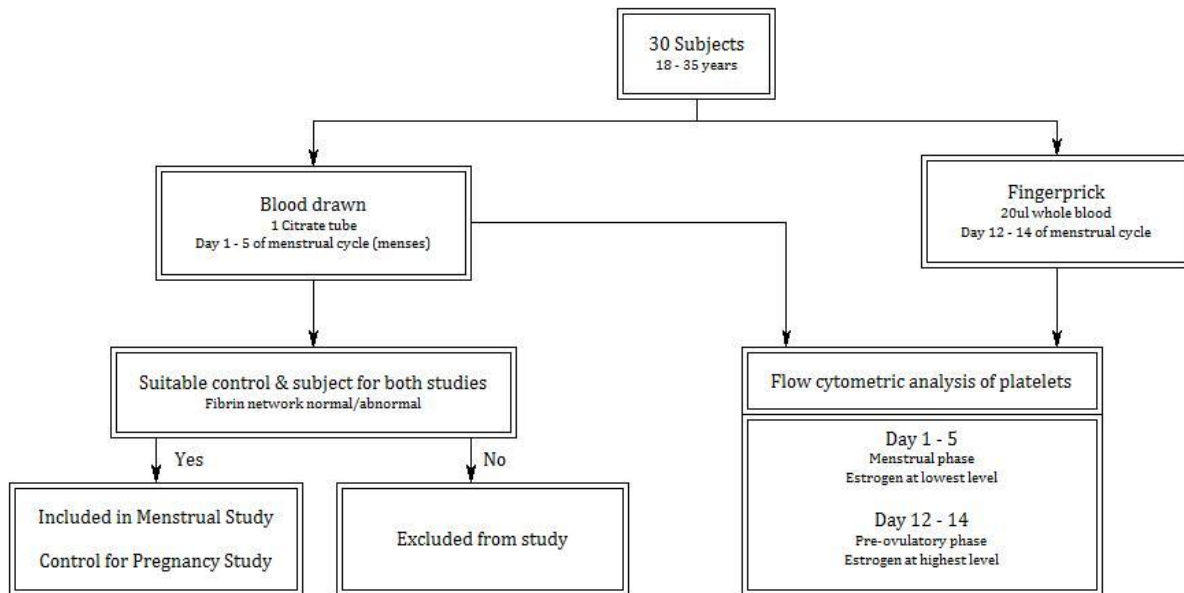 30 Subjects
18 - 35 years
Blood drawn
1 Citrate tube
Day 1 - 5 of menstrual cycle (menses)
Fingerprick
20ul whole blood
Day 12 - 14 of menstrual cycle
Suitable control & subject for both studies
Fibrin network normal/abnormal
Flow cytometric analysis of platelets
Yes
No
Included in Menstrual Study
Control for Pregnancy Study
Excluded from study
Day 1 - 5
Menstrual phase
Estrogen at lowest level
Day 12 - 14
Pre-ovulatory phase
Estrogen at highest level